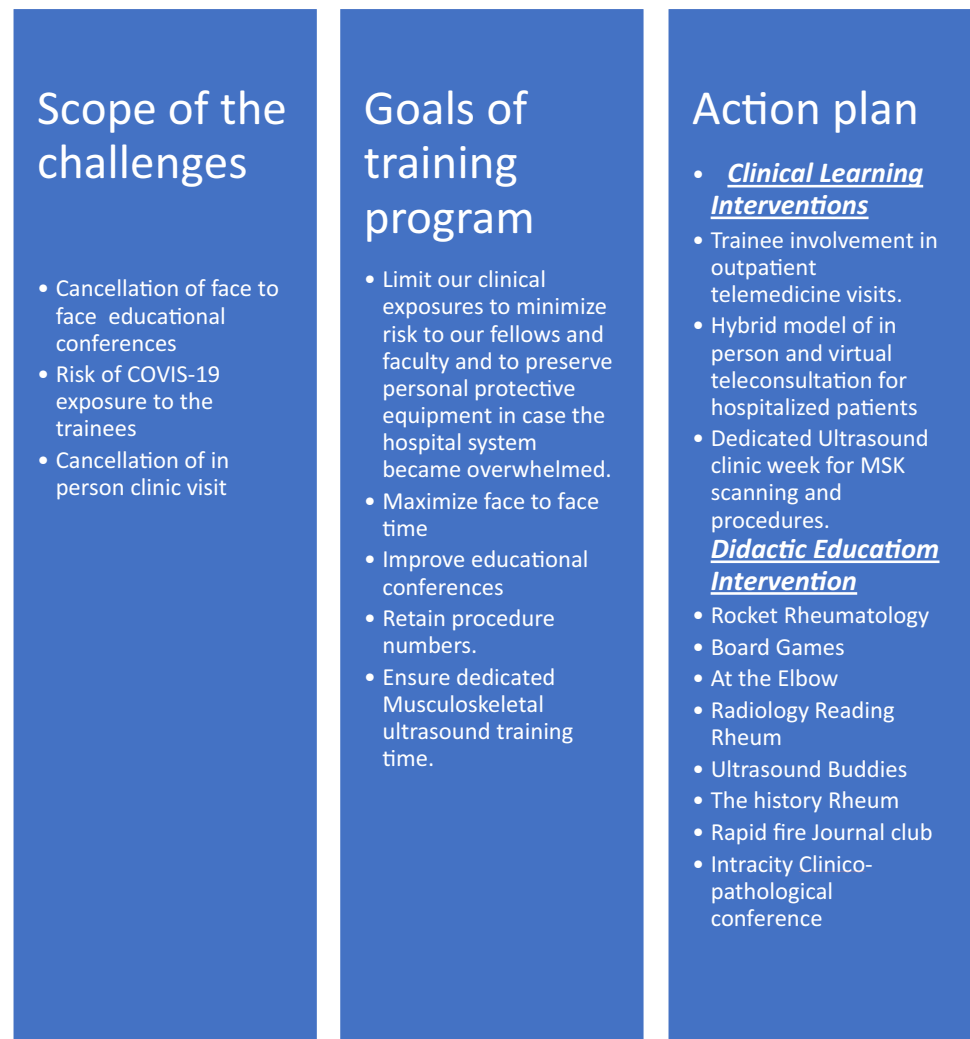 Scope of the
challenges
• Cancellation of face to
face  educational
conferences
• Risk of COVIS-19
exposure to the
trainees
• Cancellation of in
person clinic visit
Goals of
training
program
• Limit our clinical
exposures to minimize
risk to our fellows and
faculty and to preserve
personal protective
equipment in case the
hospital system
became overwhelmed.
• Maximize face to face
time
• Improve educational
conferences
• Retain procedure
numbers.
• Ensure dedicated
Musculoskeletal
ultrasound training
time.
Action plan
• Clinical Learning
Interventions
• Trainee involvement in
outpatient
telemedicine visits.
• Hybrid model of in
person and virtual
teleconsultation for
hospitalized patients
• Dedicated Ultrasound
clinic week for MSK
scanning and
procedures.
Didactic Educatiom
Intervention
• Rocket Rheumatology
• Board Games
• At the Elbow
• Radiology Reading
Rheum
• Ultrasound Buddies
• The history Rheum
• Rapid fire Journal club
• Intracity Clinico-
pathological
conference